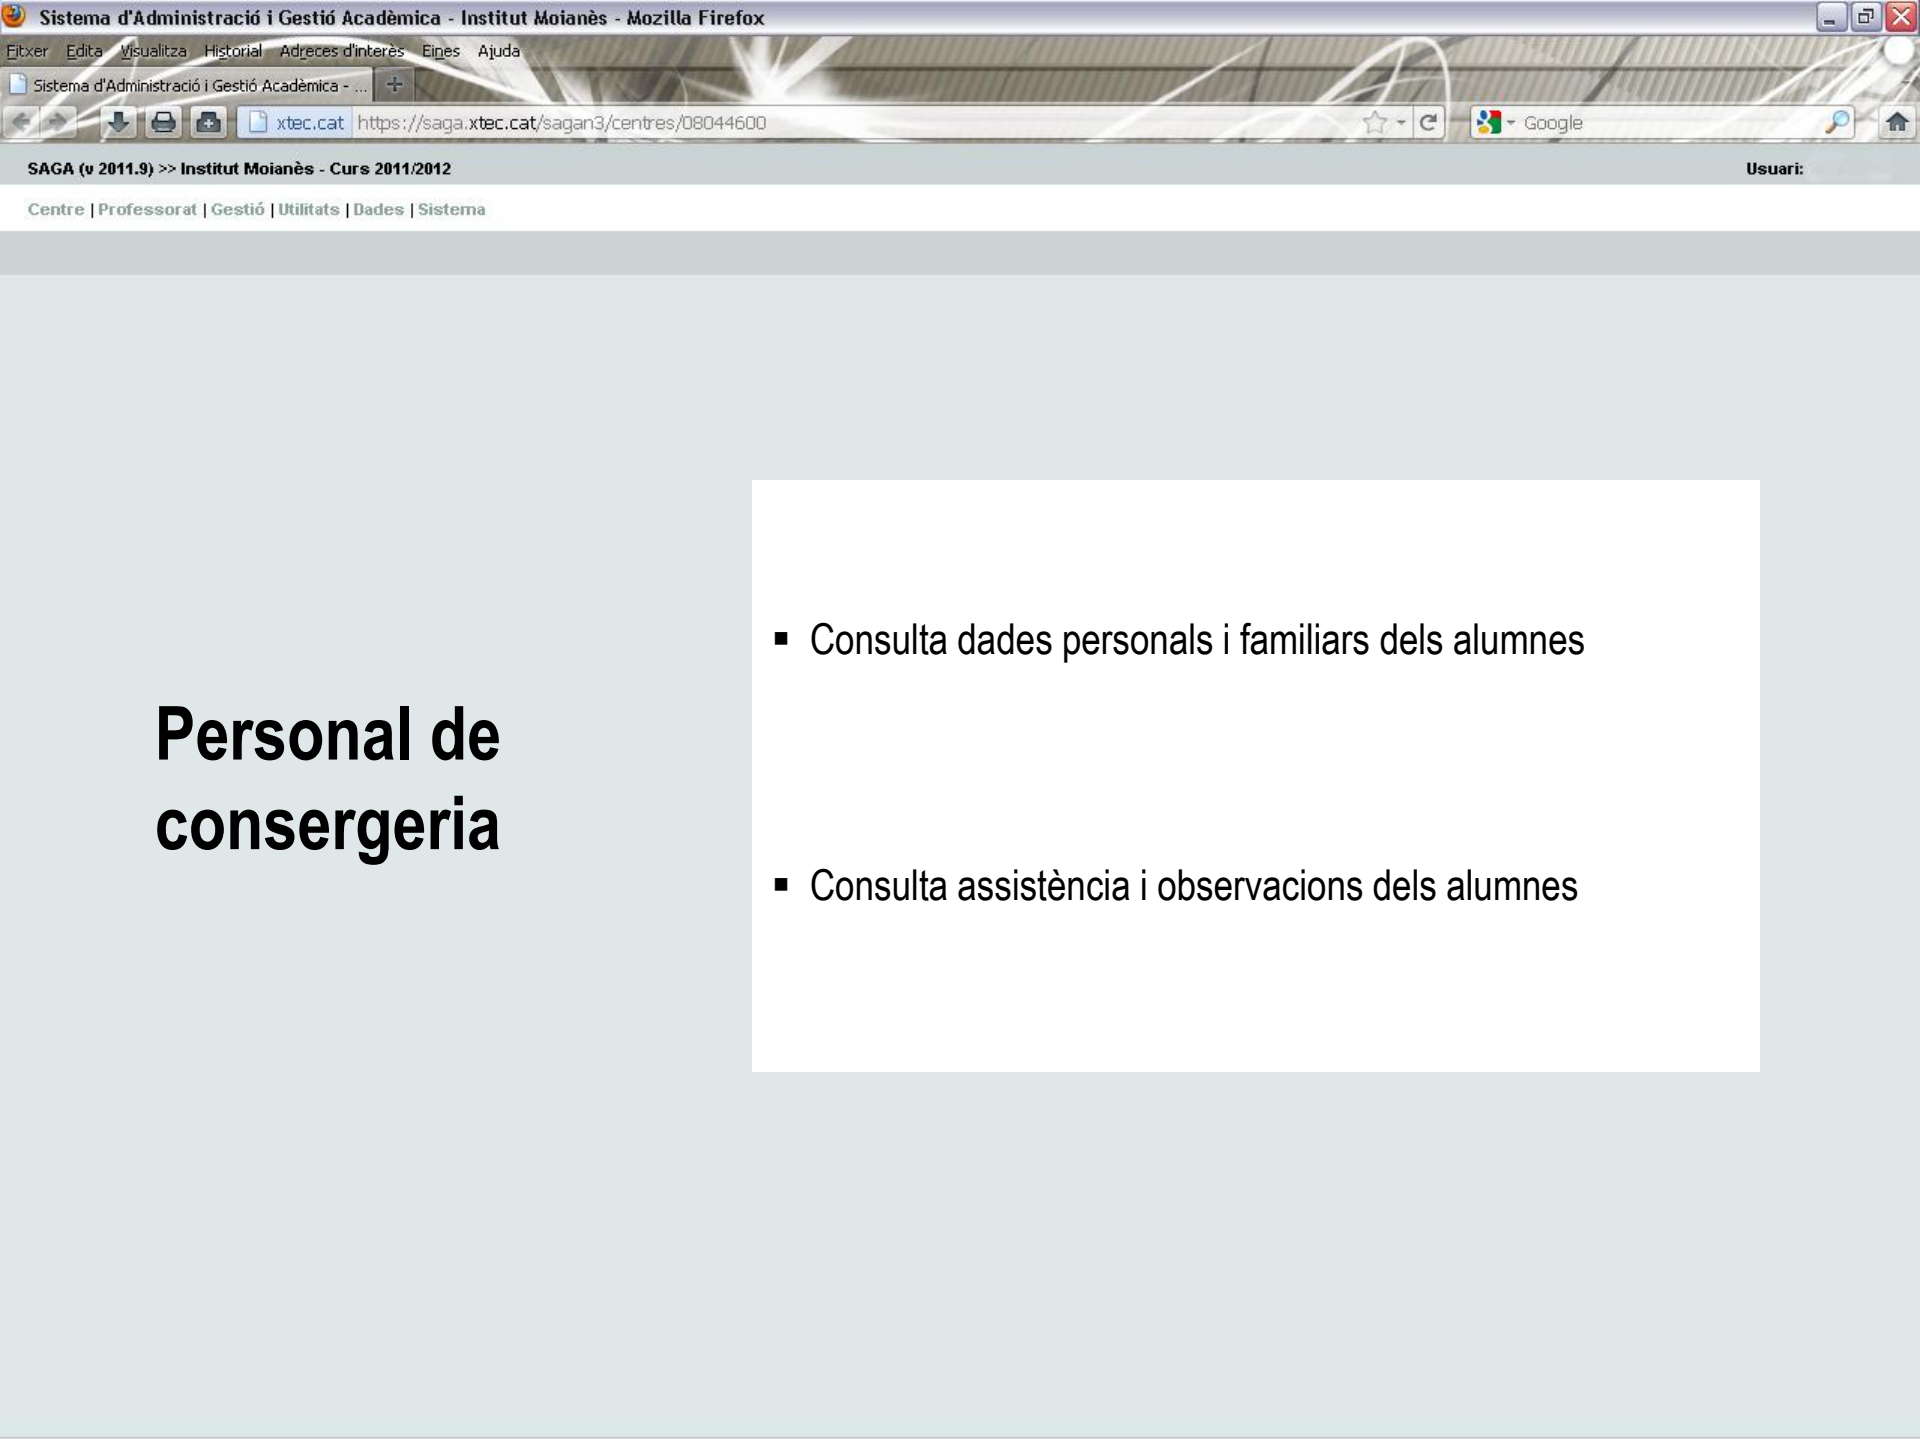 Sistema d'Administració i Gestió Acadèmica - Institut Moianès - Mozilla Firefox
Fitxer Edita Visualitza Historial Adreces d'interès Eines Ajuda
Sistema d'Administració i Gestió Acadèmica - ...
xtec.cat https://saga.xtec.cat/sagan3/centres/08044600 Google
SAGA (v 2011.9) >> Institut Moianès - Curs 2011/2012 Usuari:
Centre | Professorat | Gestió | Utilitats | Dades | Sistema
Personal de
consergeria
▪ Consulta dades personals i familiars dels alumnes
▪ Consulta assistència i observacions dels alumnes